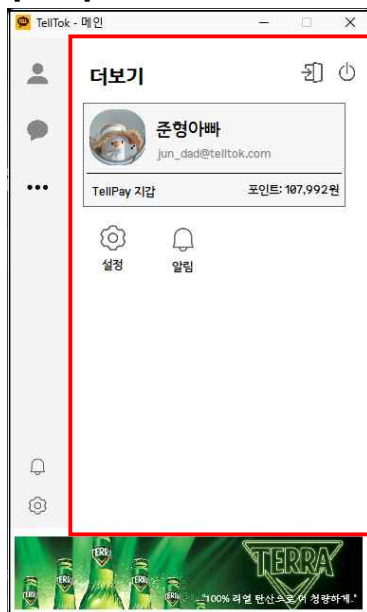 TellTok - 메인
더보기
준형아빠
jun_dad@telltok.com
TellPay 지갑
포인트: 107,992원
설정
알림
TERRA
"100% 리얼 탄산으로 더 청량하게."